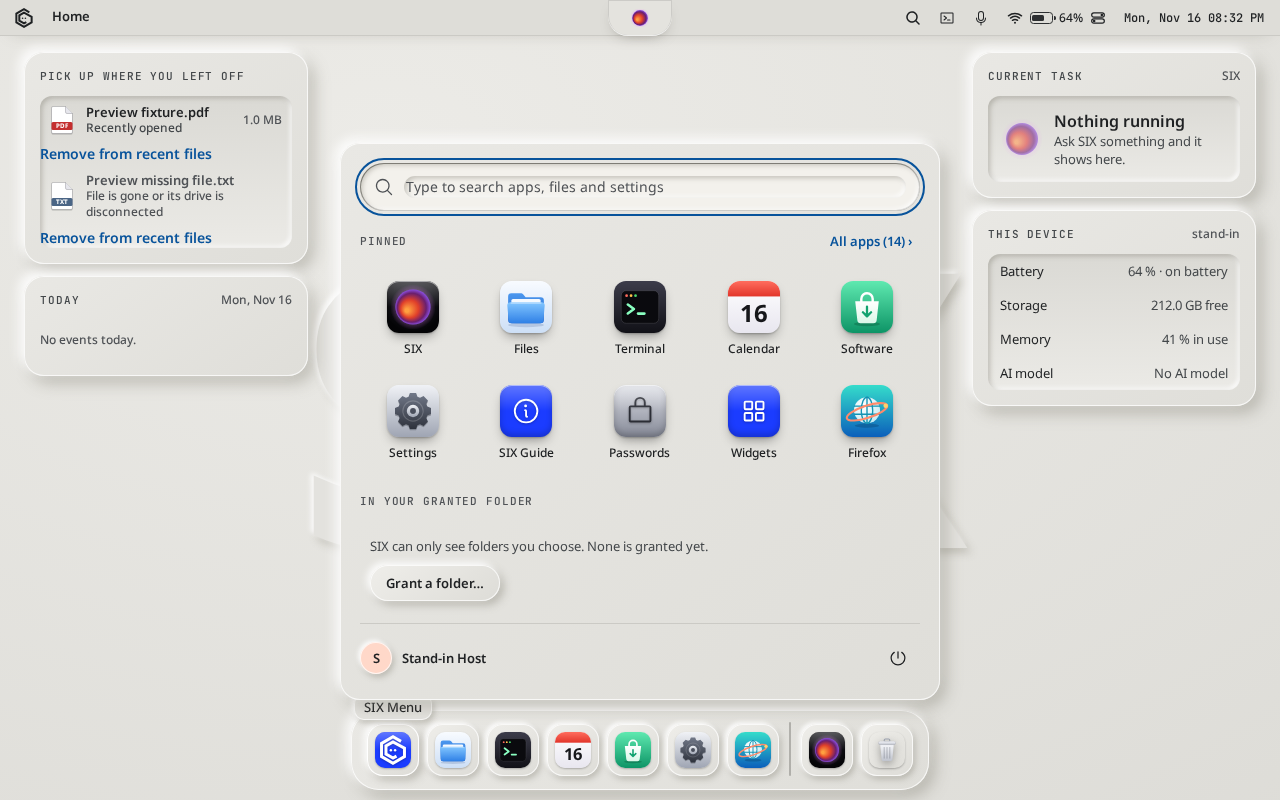 Home
64%
Mon, Nov 16 08:32 PM
PICK UP WHERE YOU LEFT OFF
Preview fixture.pdf
Recently opened
1.0 MB
PDF
Remove from recent files
Preview missing file.txt
File is gone or its drive is
disconnected
TXT
Remove from recent files
TODAY
Mon, Nov 16
No events today.
Type to search apps, files and settings
PINNED
All apps (14) ›
SIX
Files
Terminal
16
Calendar
Software
Settings
SIX Guide
Passwords
Widgets
Firefox
IN YOUR GRANTED FOLDER
SIX can only see folders you choose. None is granted yet.
Grant a folder...
S
Stand-in Host
CURRENT TASK
SIX
Nothing running
Ask SIX something and it
shows here.
THIS DEVICE
stand-in
Battery
64 % · on battery
Storage
212.0 GB free
Memory
41 % in use
AI model
No AI model
SIX Menu
16